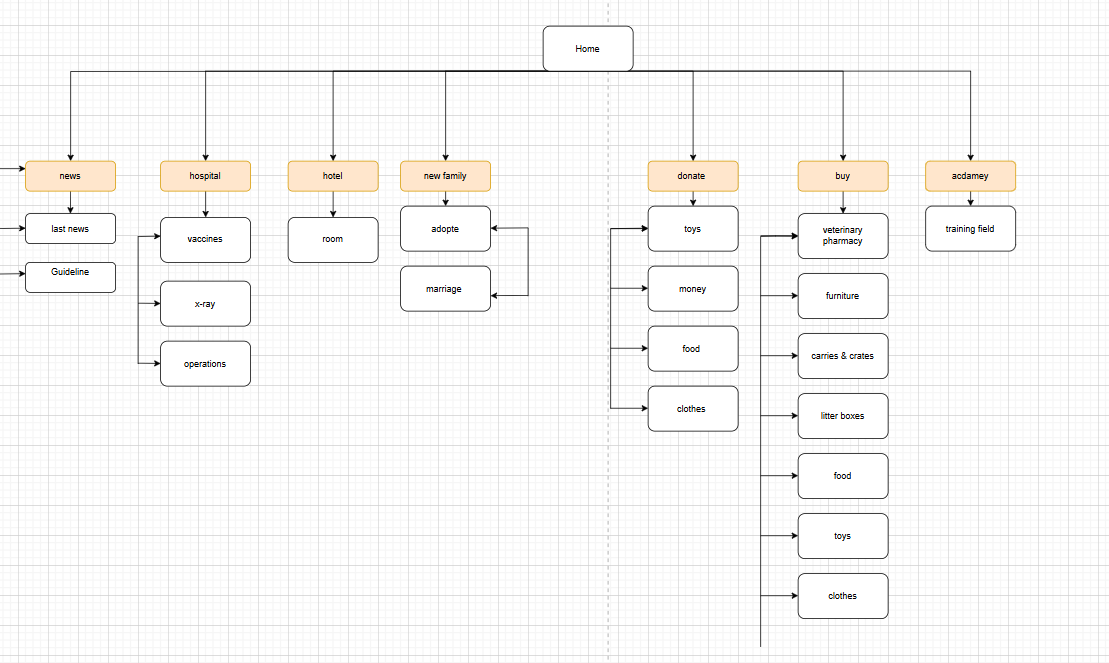 Home
news
hospital
hotel
new family
donate
buy
acdamey
last news
Guideline
vaccines
x-ray
operations
room
adopte
marriage
toys
money
food
clothes
veterinary
pharmacy
furniture
carries & crates
litter boxes
food
toys
clothes
training field